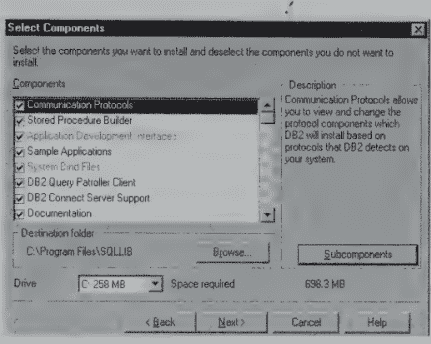 Select Components
Select the components you want to install and deselect the components you do not want to
install.
Components
Communication Protocols
Stored Procedure Builder
Application Development Interfaces
Sample Applications
System Bind Files
DB2 Query Patroller Client
DB2 Connect Server Support
Documentation
Description
Communication Protocols allows
you to view and change the
protocol components which
DB2 will install based on
protocols that DB2 detects on
your system.
Destination folder
C:\Program Files\SQLLIB
Browse...
Subcomponents
Drive
C: 258 MB
Space required
696.3 MB
< Back
Next >
Cancel
Help